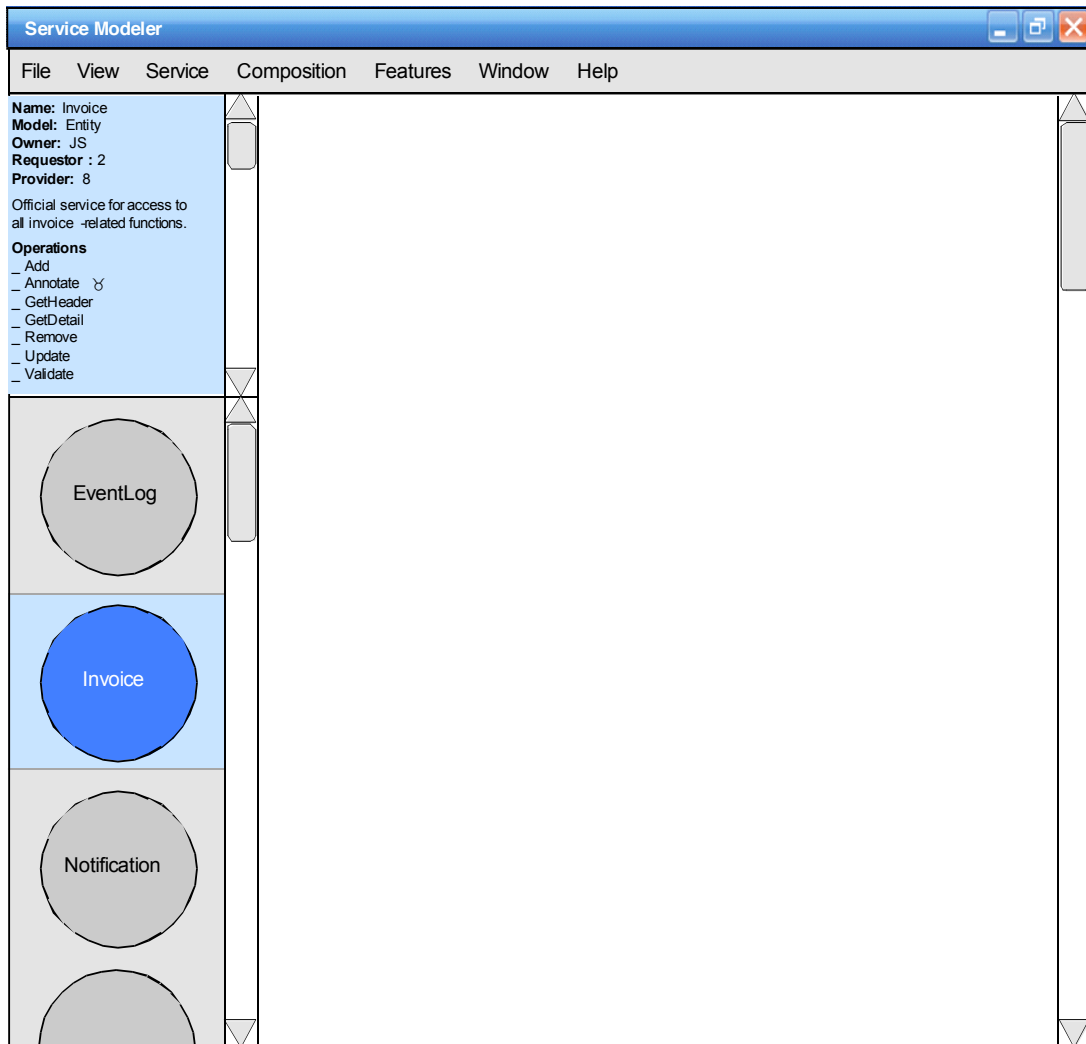 Service Modeler
File View Service Composition Features Window Help
Name: Invoice
Model: Entity
Owner: JS
Requestor : 2
Provider: 8
Official service for access to
all invoice -related functions.
Operations
_ Add
_ Annotate ♉
_ GetHeader
_ GetDetail
_ Remove
_ Update
_ Validate
EventLog
Invoice
Notification